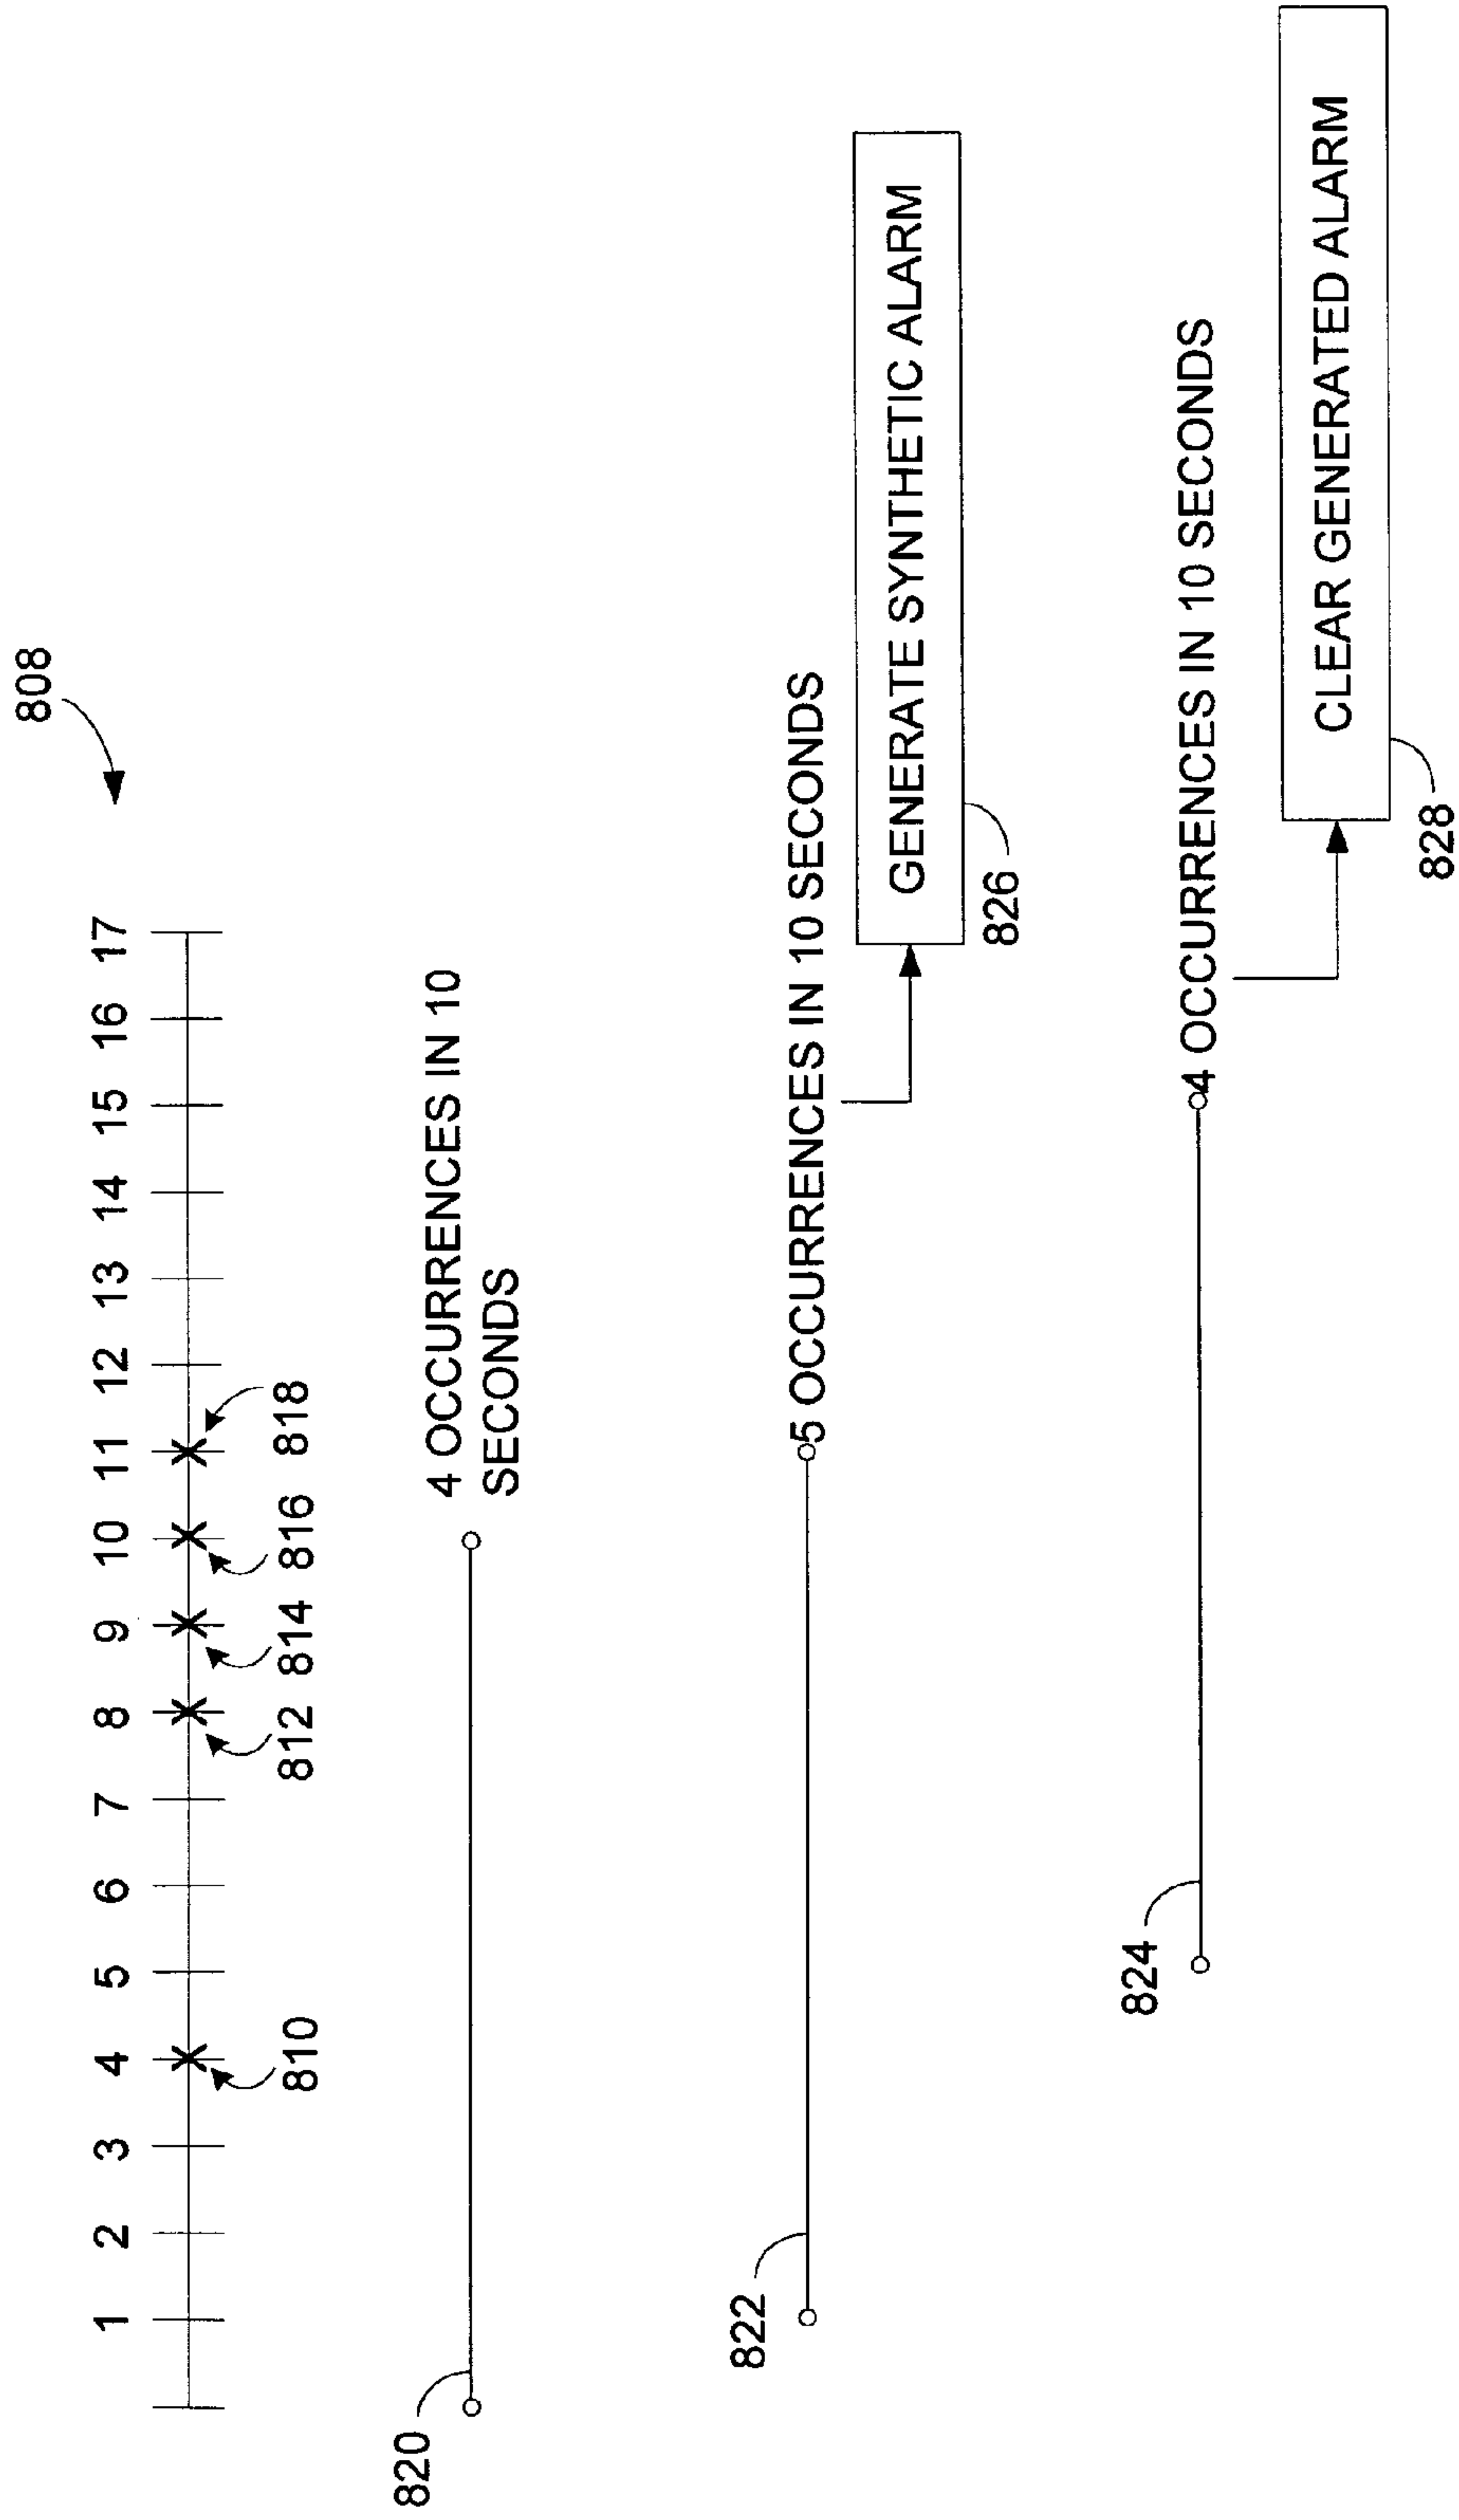 808
1 2 3 4 5 6 7 8 9 10 11 12 13 14 15 16 17
810 812 814 816 818
820
4 OCCURRENCES IN 10
SECONDS
822
5 OCCURRENCES IN 10 SECONDS
GENERATE SYNTHETIC ALARM
826
824
4 OCCURRENCES IN 10 SECONDS
CLEAR GENERATED ALARM
828